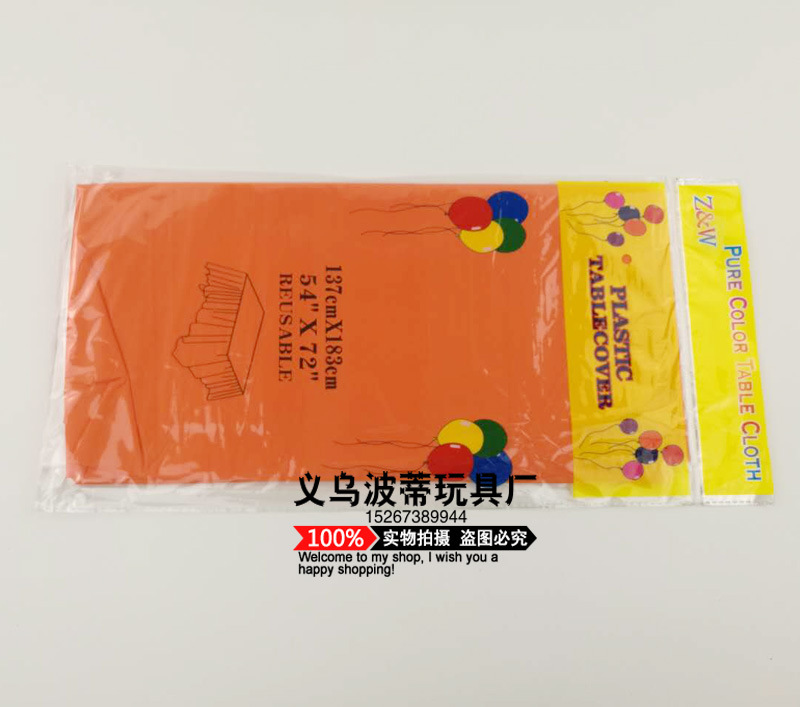 Z&W
PURE COLOR TABLE CLOTH
PLASTIC
TABLECOVER
137cmX183cm
54" X 72"
REUSABLE
义乌波蒂玩具厂
15267389944
100% 实物拍摄 盗图必究
Welcome to my shop, I wish you a
happy shopping!